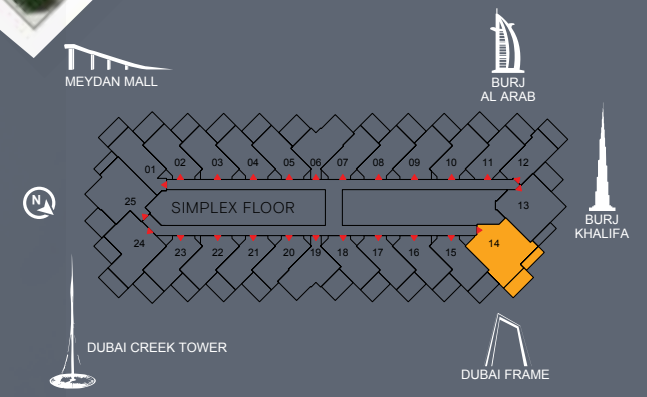 MEYDAN MALL
BURJ
AL ARAB
01 02 03 04 05 06 07 08 09 10 11 12
N
25
SIMPLEX FLOOR
13
BURJ
KHALIFA
24 23 22 21 20 19 18 17 16 15 14
DUBAI CREEK TOWER
DUBAI FRAME